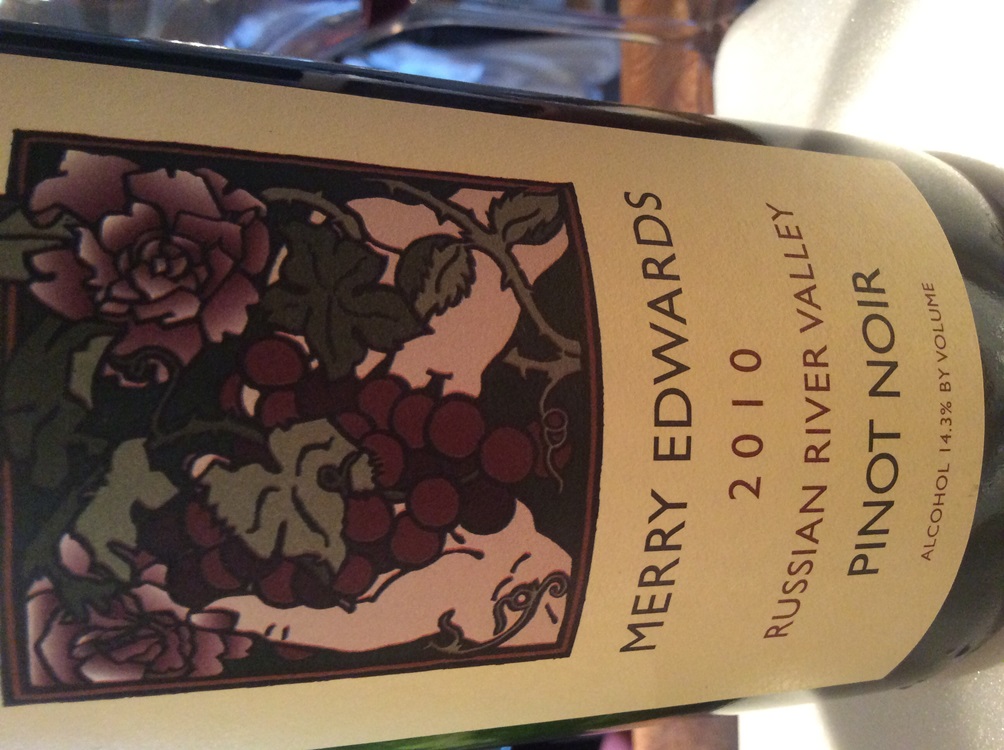 MERRY EDWARDS
2010
RUSSIAN RIVER VALLEY
PINOT NOIR
ALCOHOL 14.3% BY VOLUME